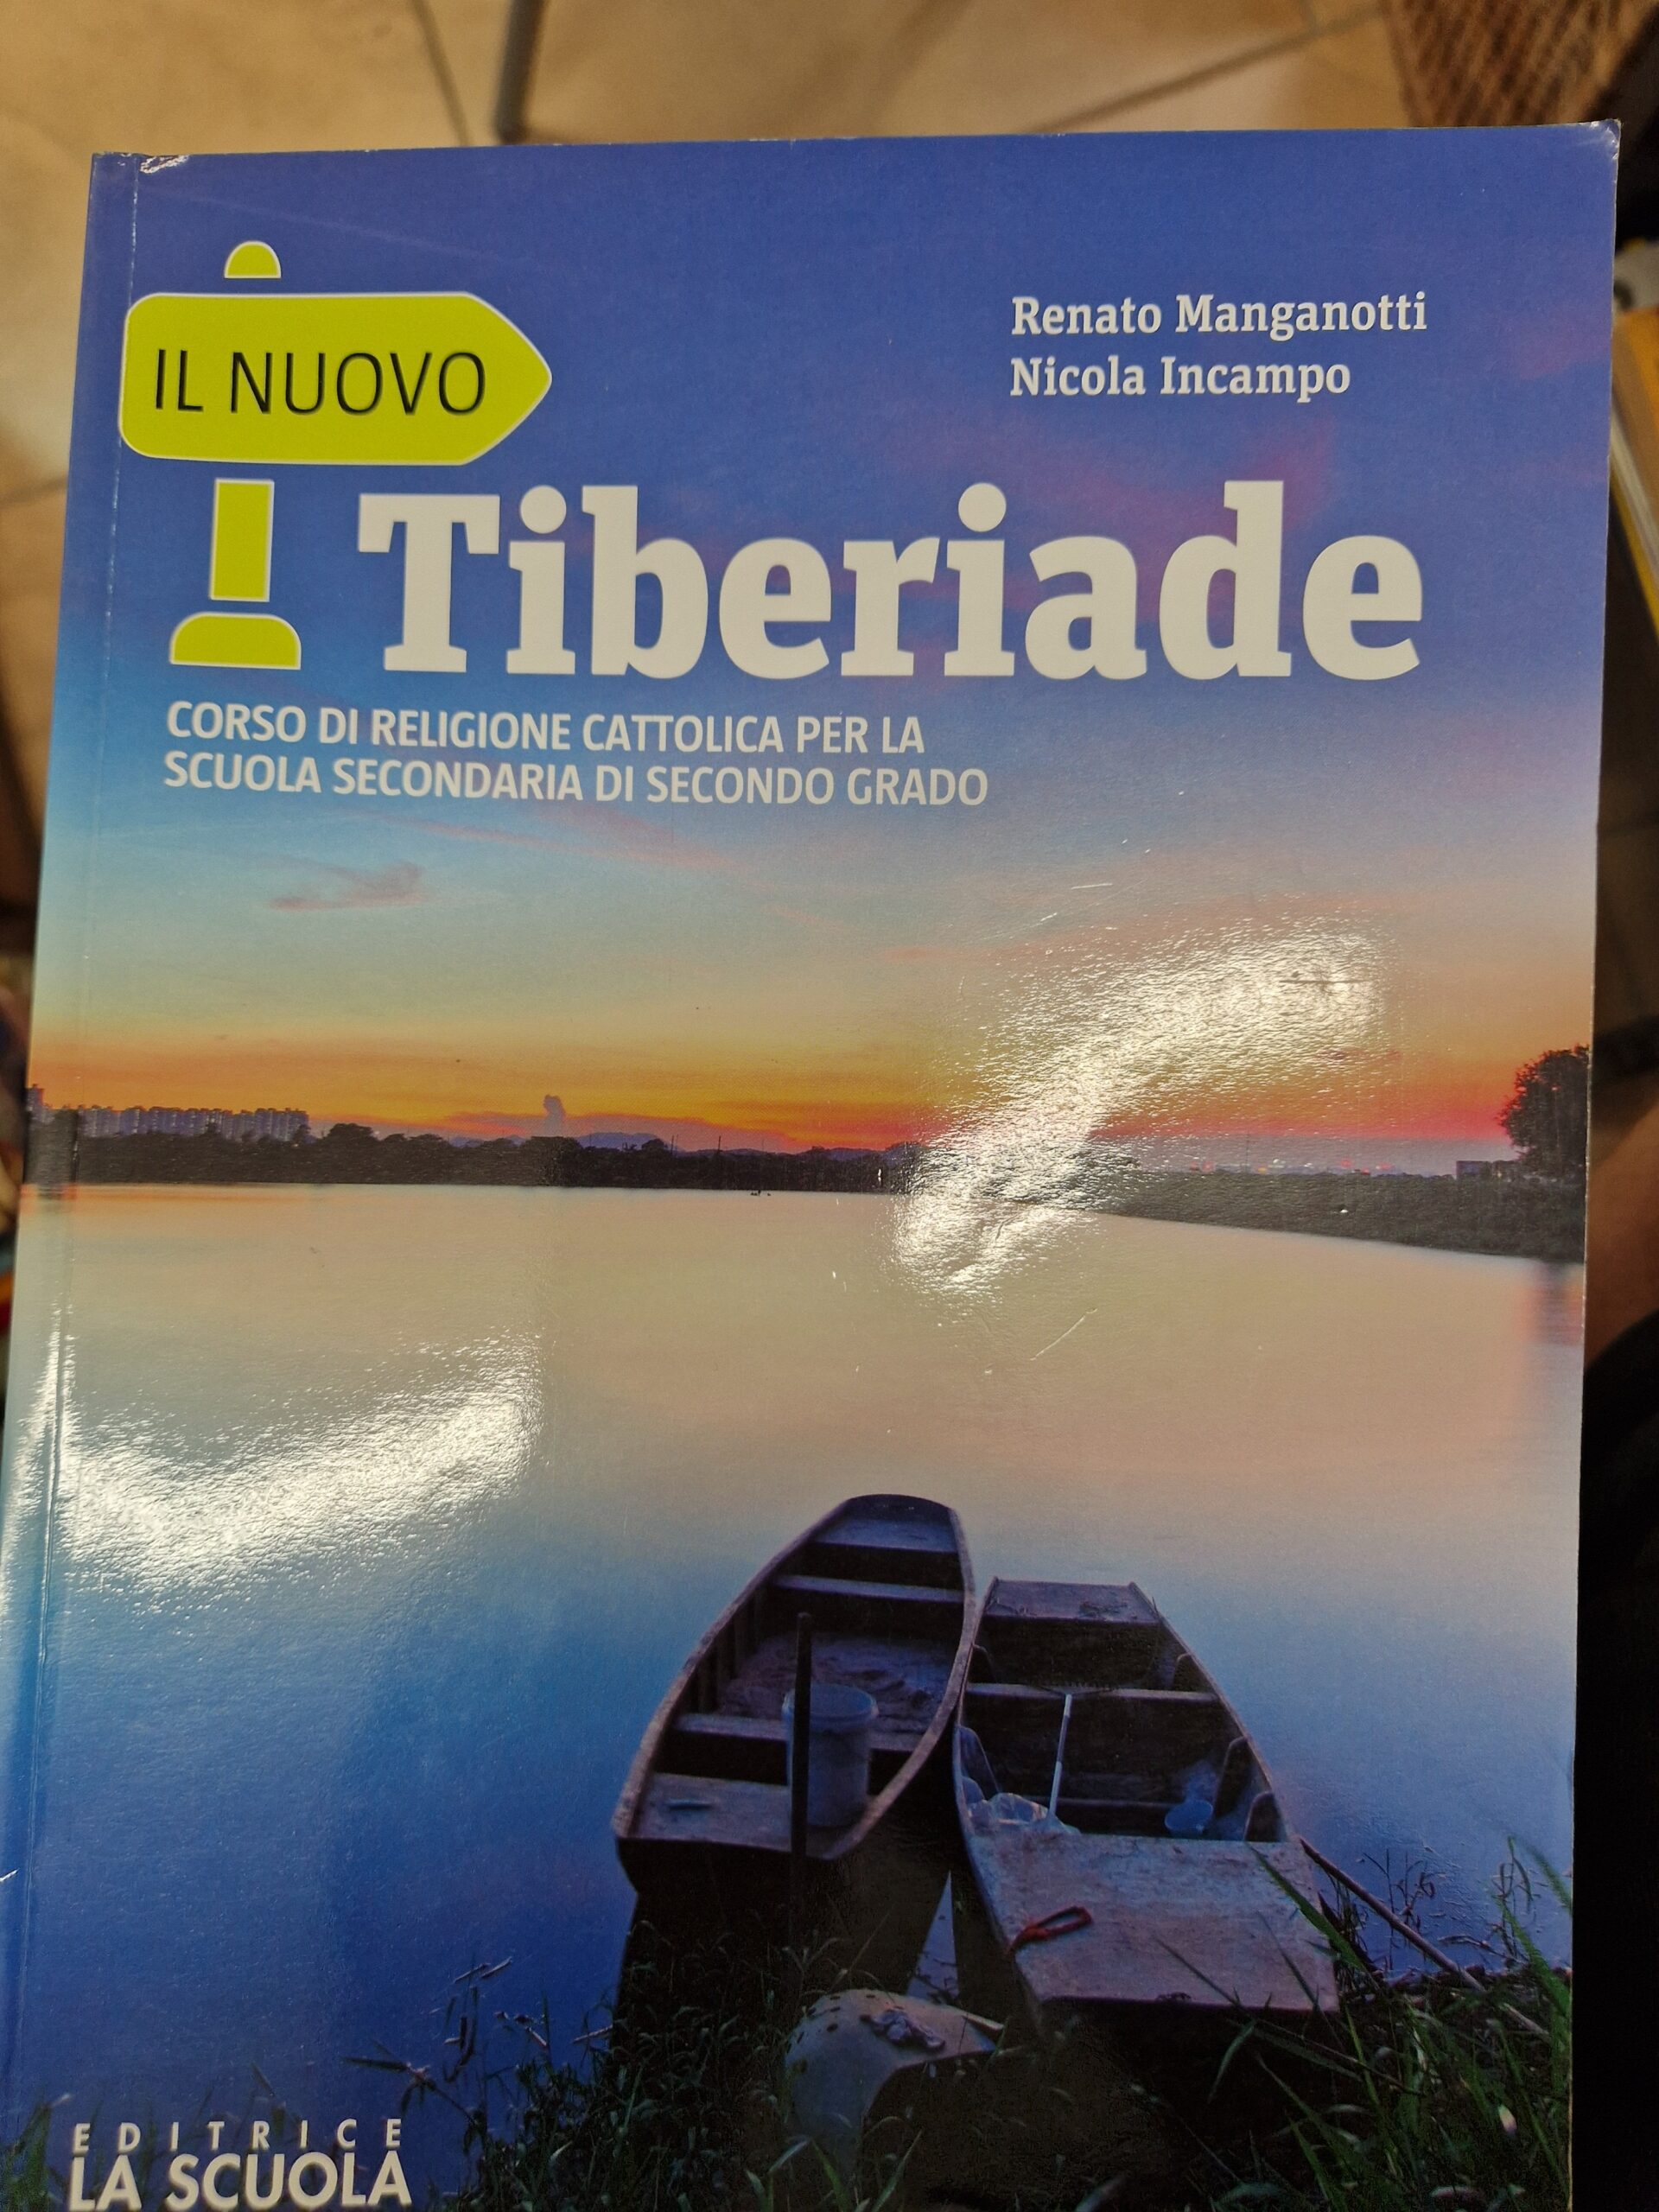 IL NUOVO
Renato Manganotti
Nicola Incampo
Tiberiade
CORSO DI RELIGIONE CATTOLICA PER LA
SCUOLA SECONDARIA DI SECONDO GRADO
EDITRICE
LA SCUOLA